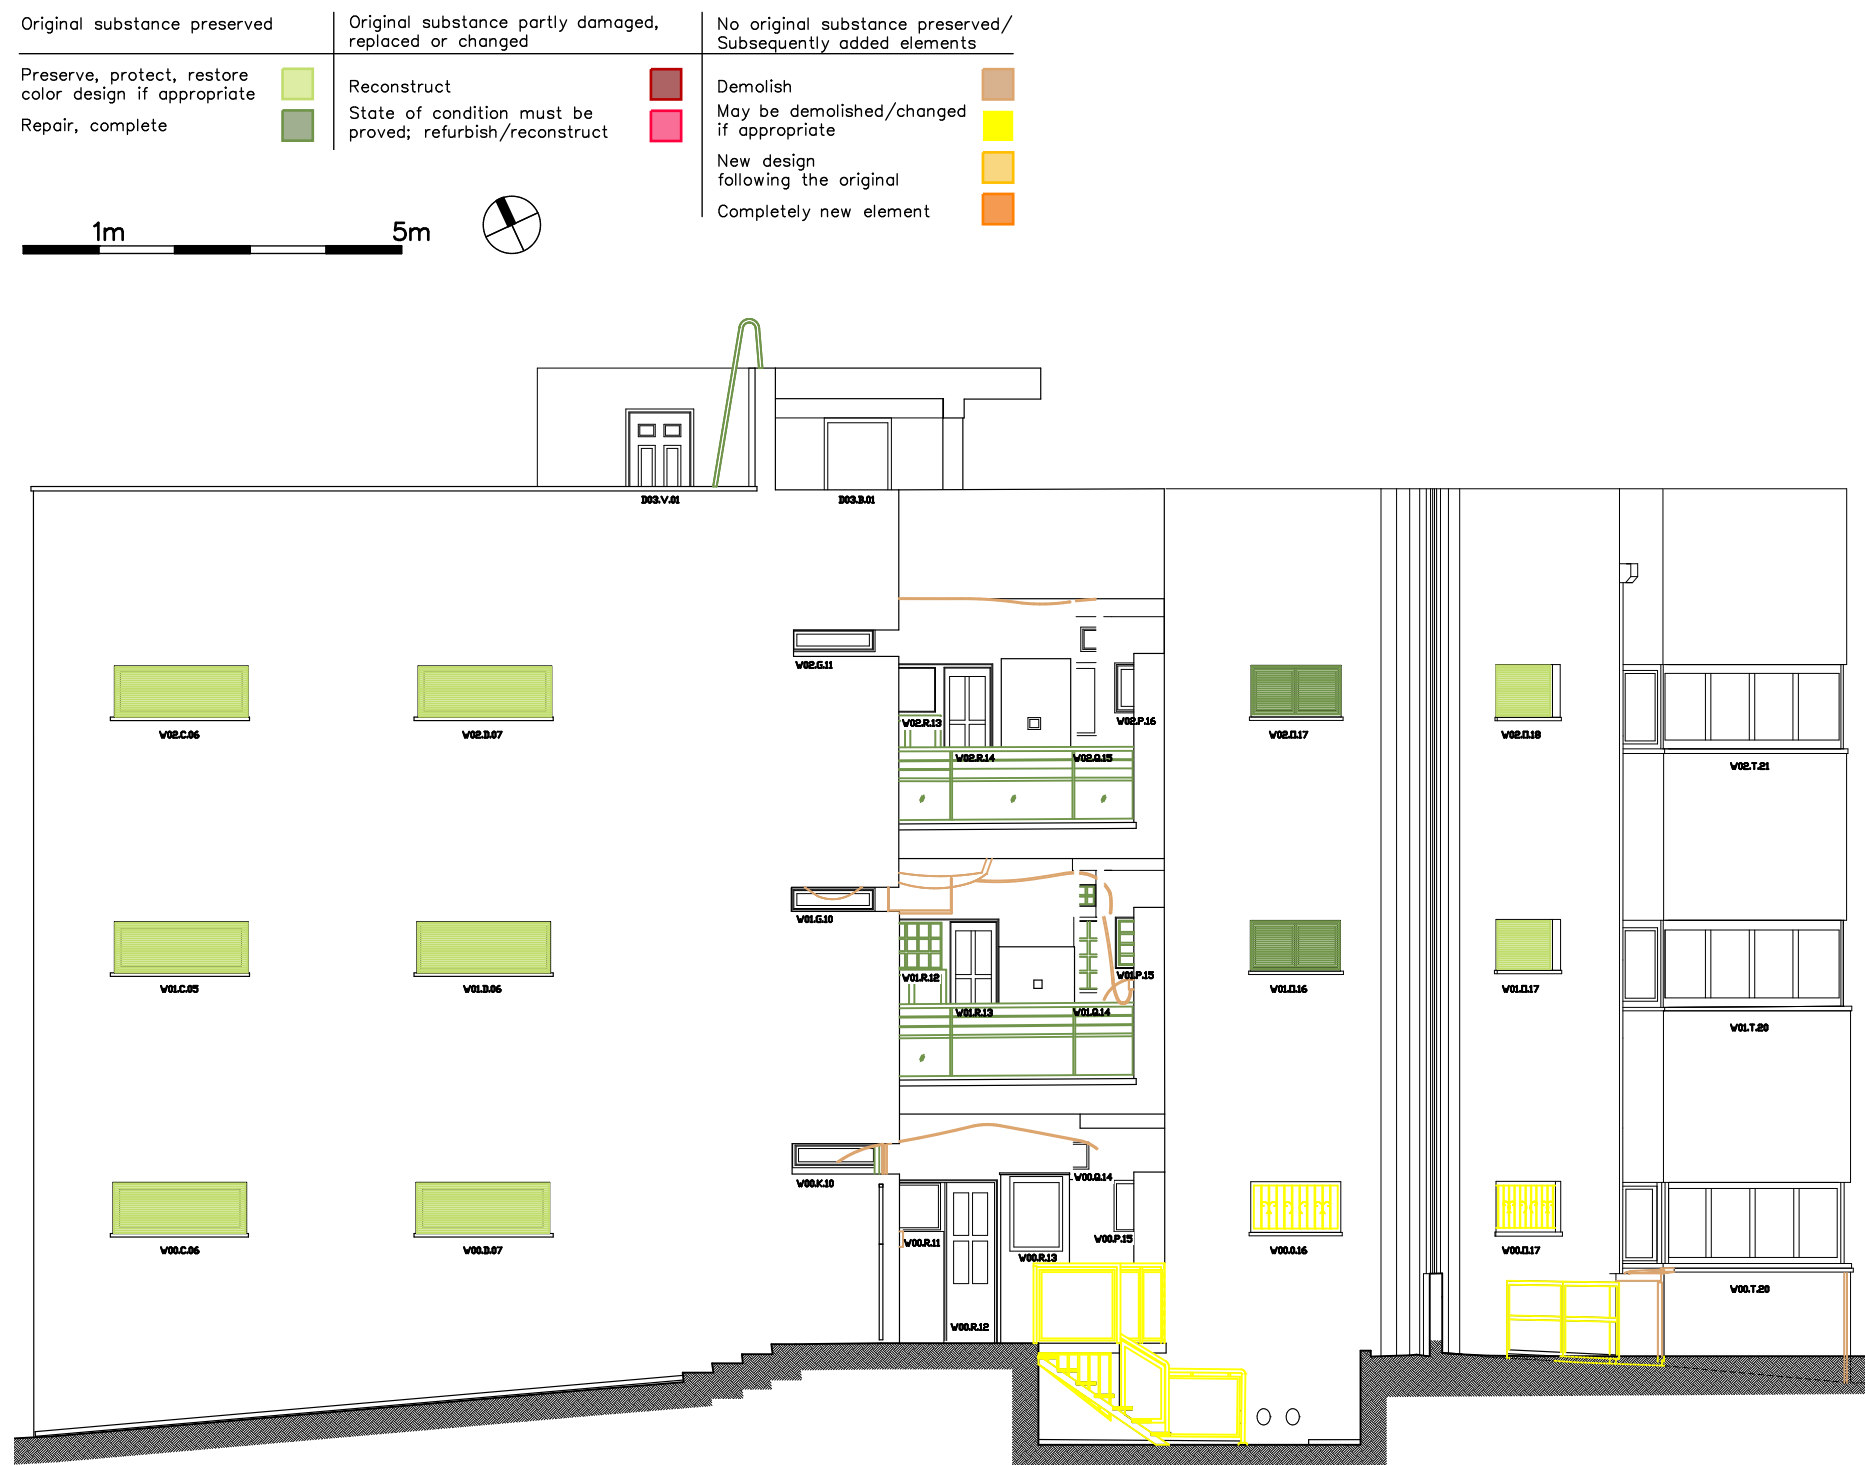 Original substance preserved
Original substance partly damaged,
replaced or changed
No original substance preserved/
Subsequently added elements
Preserve, protect, restore
color design if appropriate
Repair, complete
Reconstruct
State of condition must be
proved; refurbish/reconstruct
Demolish
May be demolished/changed
if appropriate
New design
following the original
Completely new element
1m
5m
D03.V.01
D03.B.01
W02.G.11
W02.C.06
W02.D.07
W02.R.13
W02.P.16
W02.R.14
W02.Q.15
W02.O.17
W02.O.18
W02.T.21
W01.G.10
W01.C.05
W01.D.06
W01.R.12
W01.P.15
W01.R.13
W01.Q.14
W01.O.16
W01.O.17
W01.T.20
W00.K.10
W00.Q.14
W00.C.06
W00.D.07
W00.R.11
W00.P.15
W00.R.13
W00.O.16
W00.O.17
W00.T.20
W00.R.12